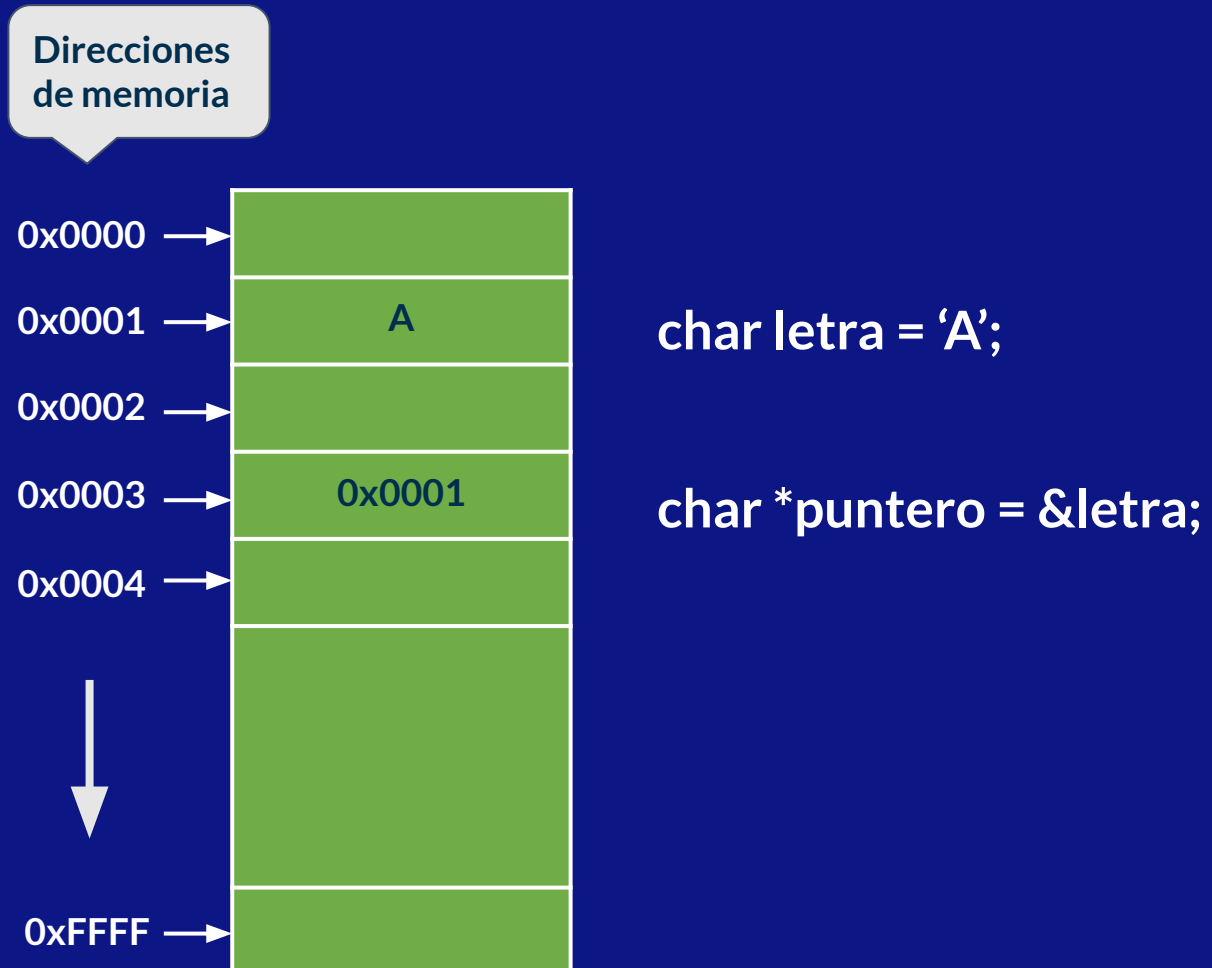 Direcciones
de memoria
0x0000
0x0001
A
char letra = ‘A’;
0x0002
0x0003
0x0001
char *puntero = &letra;
0x0004
0xFFFF